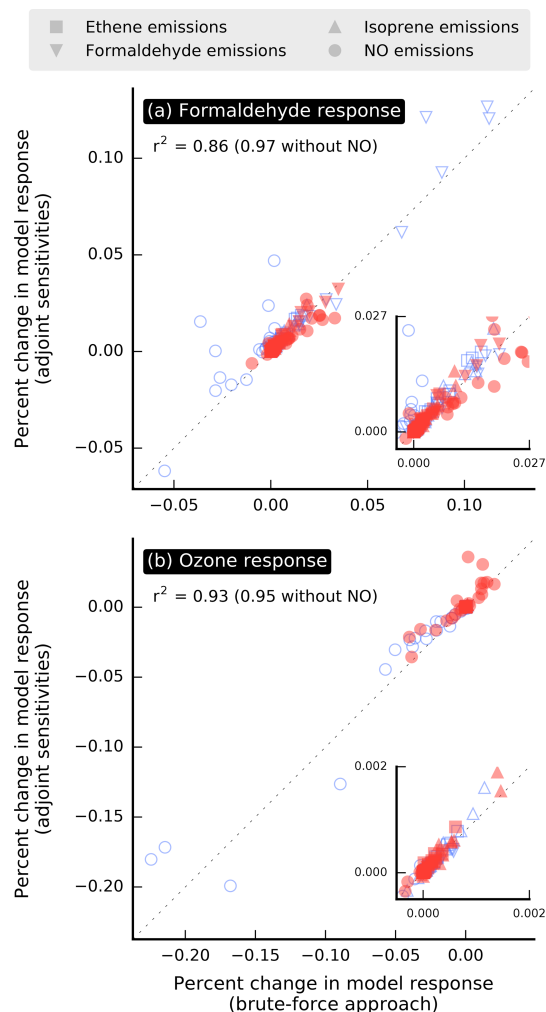 Ethene emissions
Isoprene emissions
Formaldehyde emissions
NO emissions
(a) Formaldehyde response
r² = 0.86 (0.97 without NO)
Percent change in model response
(adjoint sensitivities)
0.10
0.05
0.00
−0.05
−0.05
0.00
0.05
0.10
0.027
0.000
0.000
0.027
(b) Ozone response
r² = 0.93 (0.95 without NO)
Percent change in model response
(adjoint sensitivities)
0.00
−0.05
−0.10
−0.15
−0.20
0.002
0.000
0.000
0.002
−0.20
−0.15
−0.10
−0.05
0.00
Percent change in model response
(brute-force approach)